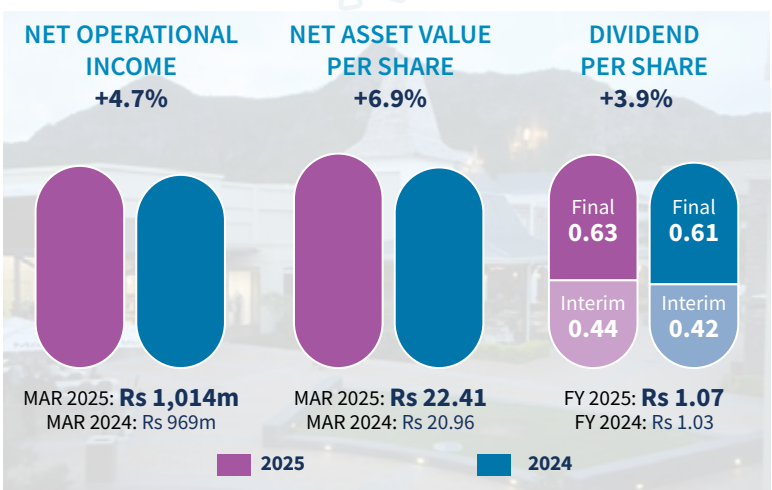 NET OPERATIONAL
INCOME
+4.7%
NET ASSET VALUE
PER SHARE
+6.9%
DIVIDEND
PER SHARE
+3.9%
Final
0.63
Interim
0.44
Final
0.61
Interim
0.42
MAR 2025: Rs 1,014m
MAR 2024: Rs 969m
MAR 2025: Rs 22.41
MAR 2024: Rs 20.96
FY 2025: Rs 1.07
FY 2024: Rs 1.03
2025
2024